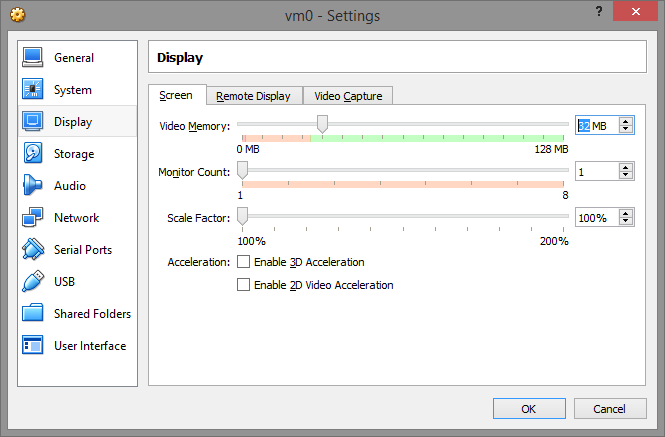 vm0 - Settings
?
General
System
Display
Storage
Audio
Network
Serial Ports
USB
Shared Folders
User Interface
Display
Screen Remote Display Video Capture
Video Memory: 32 MB
0 MB 128 MB
Monitor Count: 1
1 8
Scale Factor: 100%
100% 200%
Acceleration: Enable 3D Acceleration
Enable 2D Video Acceleration
OK Cancel